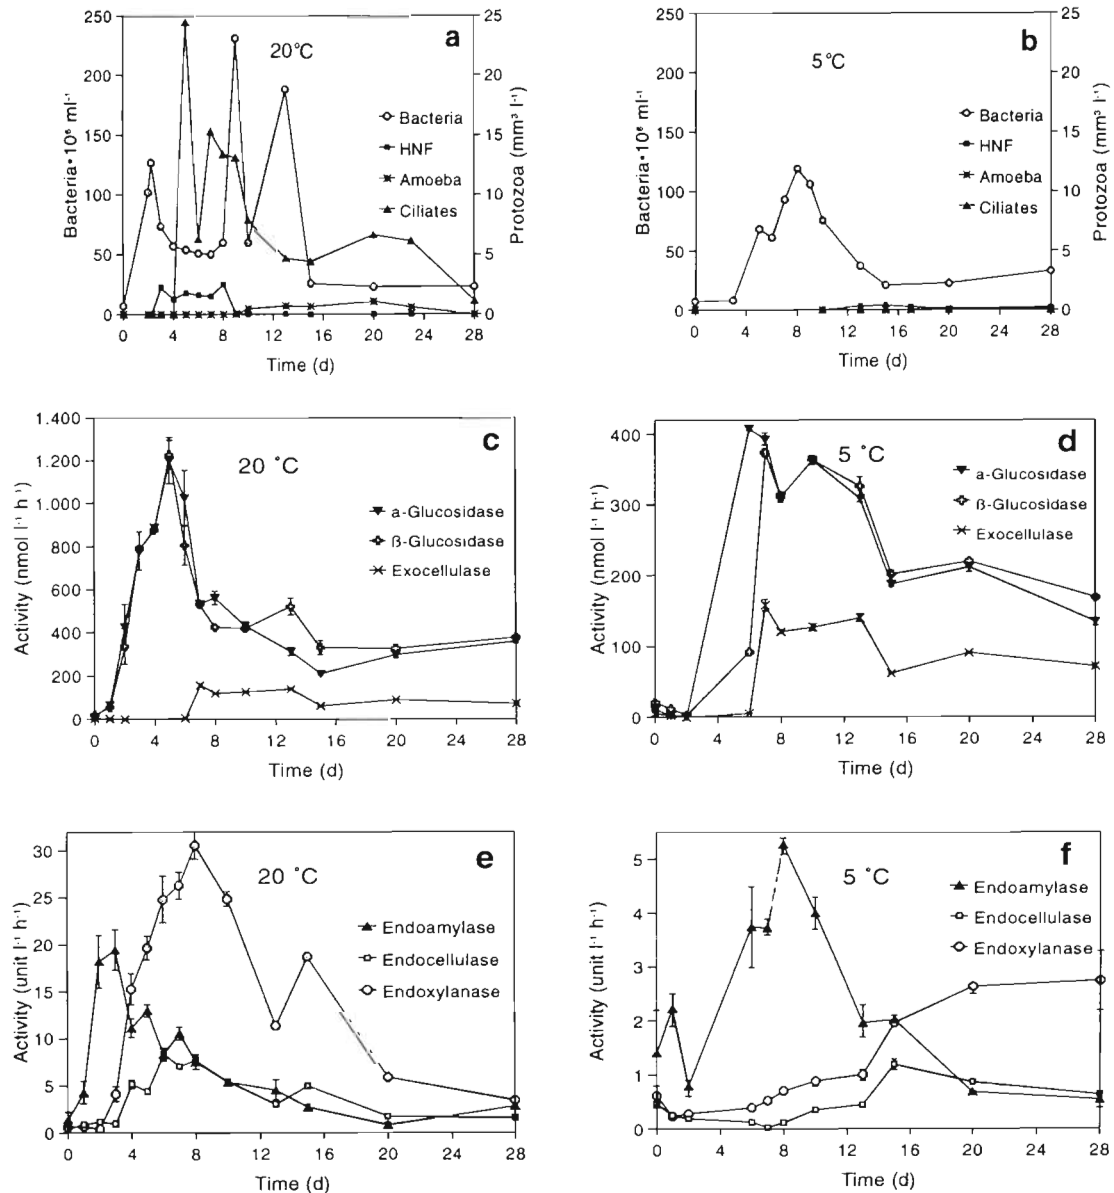 a
20°C
Bacteria•10⁶ ml⁻¹
250
200
150
100
50
0
Protozoa (mm³ l⁻¹)
25
20
15
10
5
0
Bacteria
HNF
Amoeba
Ciliates
0 4 8 12 16 20 24 28
Time (d)
b
5°C
Bacteria•10⁶ ml⁻¹
250
200
150
100
50
0
Protozoa (mm³ l⁻¹)
25
20
15
10
5
0
Bacteria
HNF
Amoeba
Ciliates
0 4 8 12 16 20 24 28
Time (d)
c
20 °C
Activity (nmol l⁻¹ h⁻¹)
1.400
1.200
1.000
800
600
400
200
0
a-Glucosidase
ß-Glucosidase
Exocellulase
0 4 8 12 16 20 24 28
Time (d)
d
5 °C
Activity (nmol l⁻¹ h⁻¹)
400
300
200
100
0
a-Glucosidase
ß-Glucosidase
Exocellulase
0 4 8 12 16 20 24 28
Time (d)
e
20 °C
Activity (unit l⁻¹ h⁻¹)
30
25
20
15
10
5
0
Endoamylase
Endocellulase
Endoxylanase
0 4 8 12 16 20 24 28
Time (d)
f
5 °C
Activity (unit l⁻¹ h⁻¹)
5
4
3
2
1
0
Endoamylase
Endocellulase
Endoxylanase
0 4 8 12 16 20 24 28
Time (d)